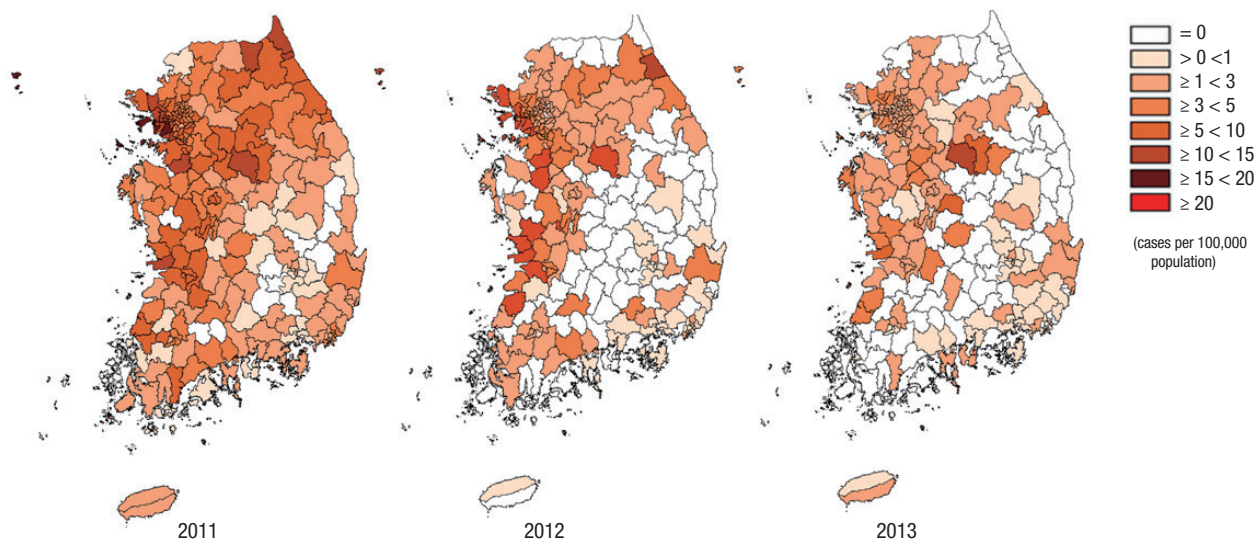 = 0
> 0 < 1
≥ 1 < 3
≥ 3 < 5
≥ 5 < 10
≥ 10 < 15
≥ 15 < 20
≥ 20
(cases per 100,000
population)
2011
2012
2013